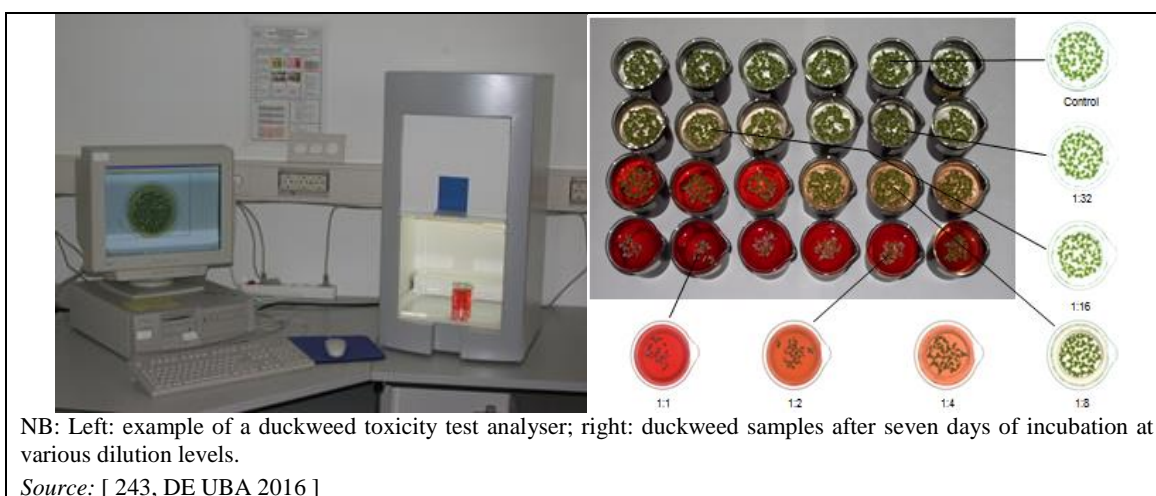 Control
1:32
1:16
1:1
1:2
1:4
1:8
NB: Left: example of a duckweed toxicity test analyser; right: duckweed samples after seven days of incubation at
various dilution levels.
Source: [ 243, DE UBA 2016 ]